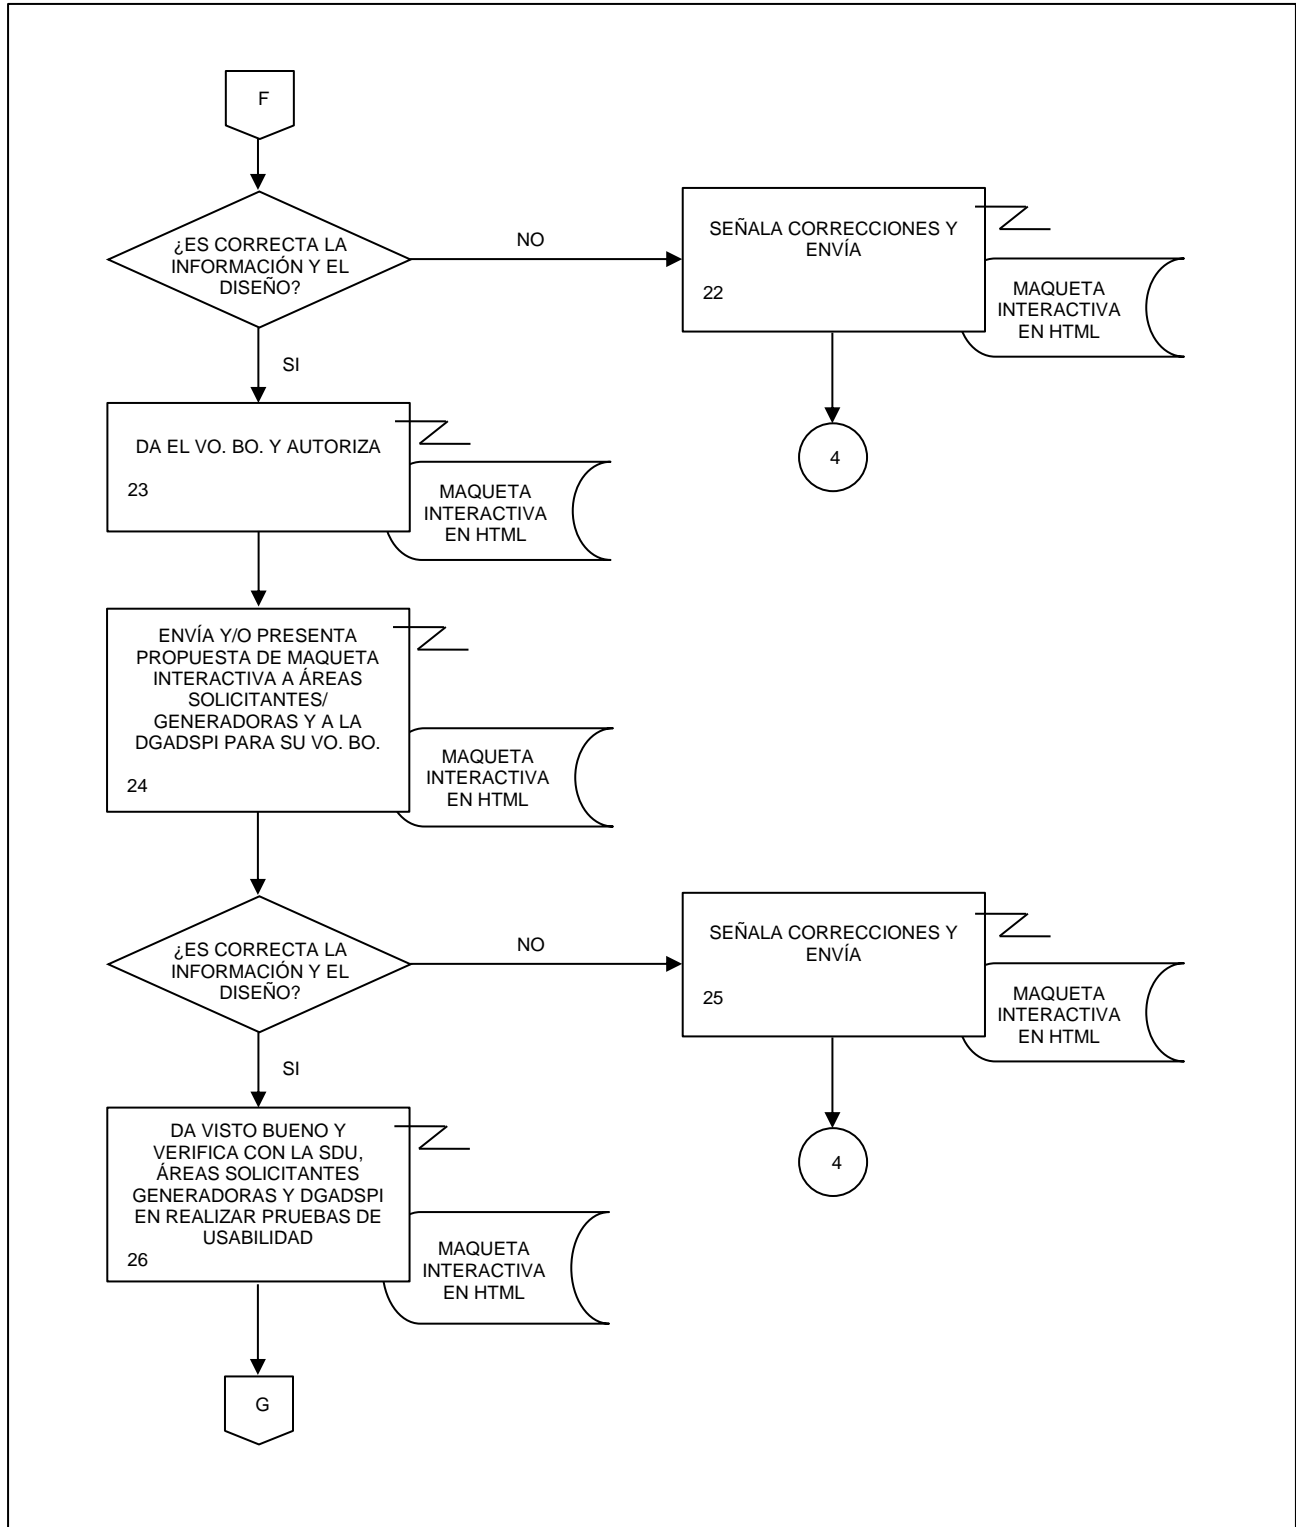 F
¿ES CORRECTA LA
INFORMACIÓN Y EL
DISEÑO?
NO
SEÑALA CORRECCIONES Y
ENVÍA
22
MAQUETA
INTERACTIVA
EN HTML
4
SI
DA EL VO. BO. Y AUTORIZA
23
MAQUETA
INTERACTIVA
EN HTML
ENVÍA Y/O PRESENTA
PROPUESTA DE MAQUETA
INTERACTIVA A ÁREAS
SOLICITANTES/
GENERADORAS Y A LA
DGADSPI PARA SU VO. BO.
24
MAQUETA
INTERACTIVA
EN HTML
¿ES CORRECTA LA
INFORMACIÓN Y EL
DISEÑO?
NO
SEÑALA CORRECCIONES Y
ENVÍA
25
MAQUETA
INTERACTIVA
EN HTML
4
SI
DA VISTO BUENO Y
VERIFICA CON LA SDU,
ÁREAS SOLICITANTES
GENERADORAS Y DGADSPI
EN REALIZAR PRUEBAS DE
USABILIDAD
26
MAQUETA
INTERACTIVA
EN HTML
G